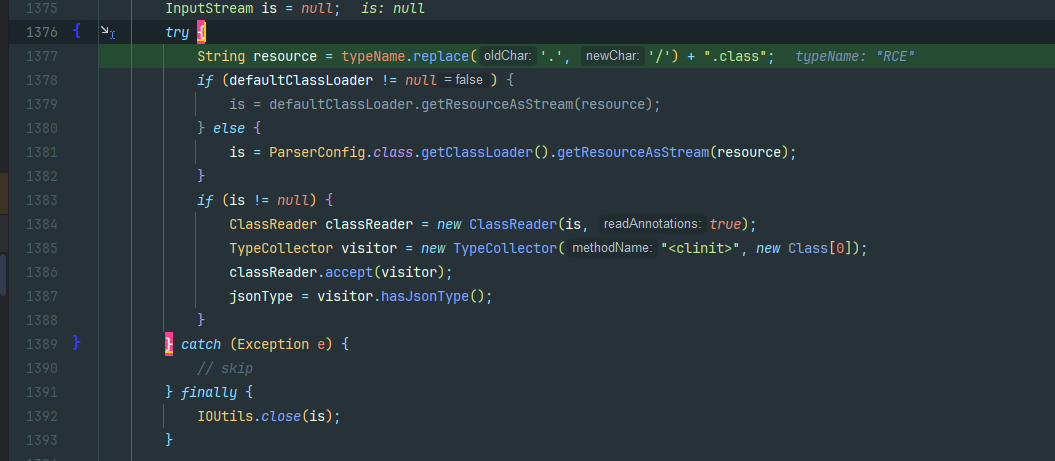 1375 InputStream is = null; is: null
1376 try {
1377 String resource = typeName.replace( oldChar: '.', newChar: '/') + ".class"; typeName: "RCE"
1378 if (defaultClassLoader != null = false ) {
1379 is = defaultClassLoader.getResourceAsStream(resource);
1380 } else {
1381 is = ParserConfig.class.getClassLoader().getResourceAsStream(resource);
1382 }
1383 if (is != null) {
1384 ClassReader classReader = new ClassReader(is, readAnnotations: true);
1385 TypeCollector visitor = new TypeCollector( methodName: "<clinit>", new Class[0]);
1386 classReader.accept(visitor);
1387 jsonType = visitor.hasJsonType();
1388 }
1389 } catch (Exception e) {
1390 // skip
1391 } finally {
1392 IOUtils.close(is);
1393 }